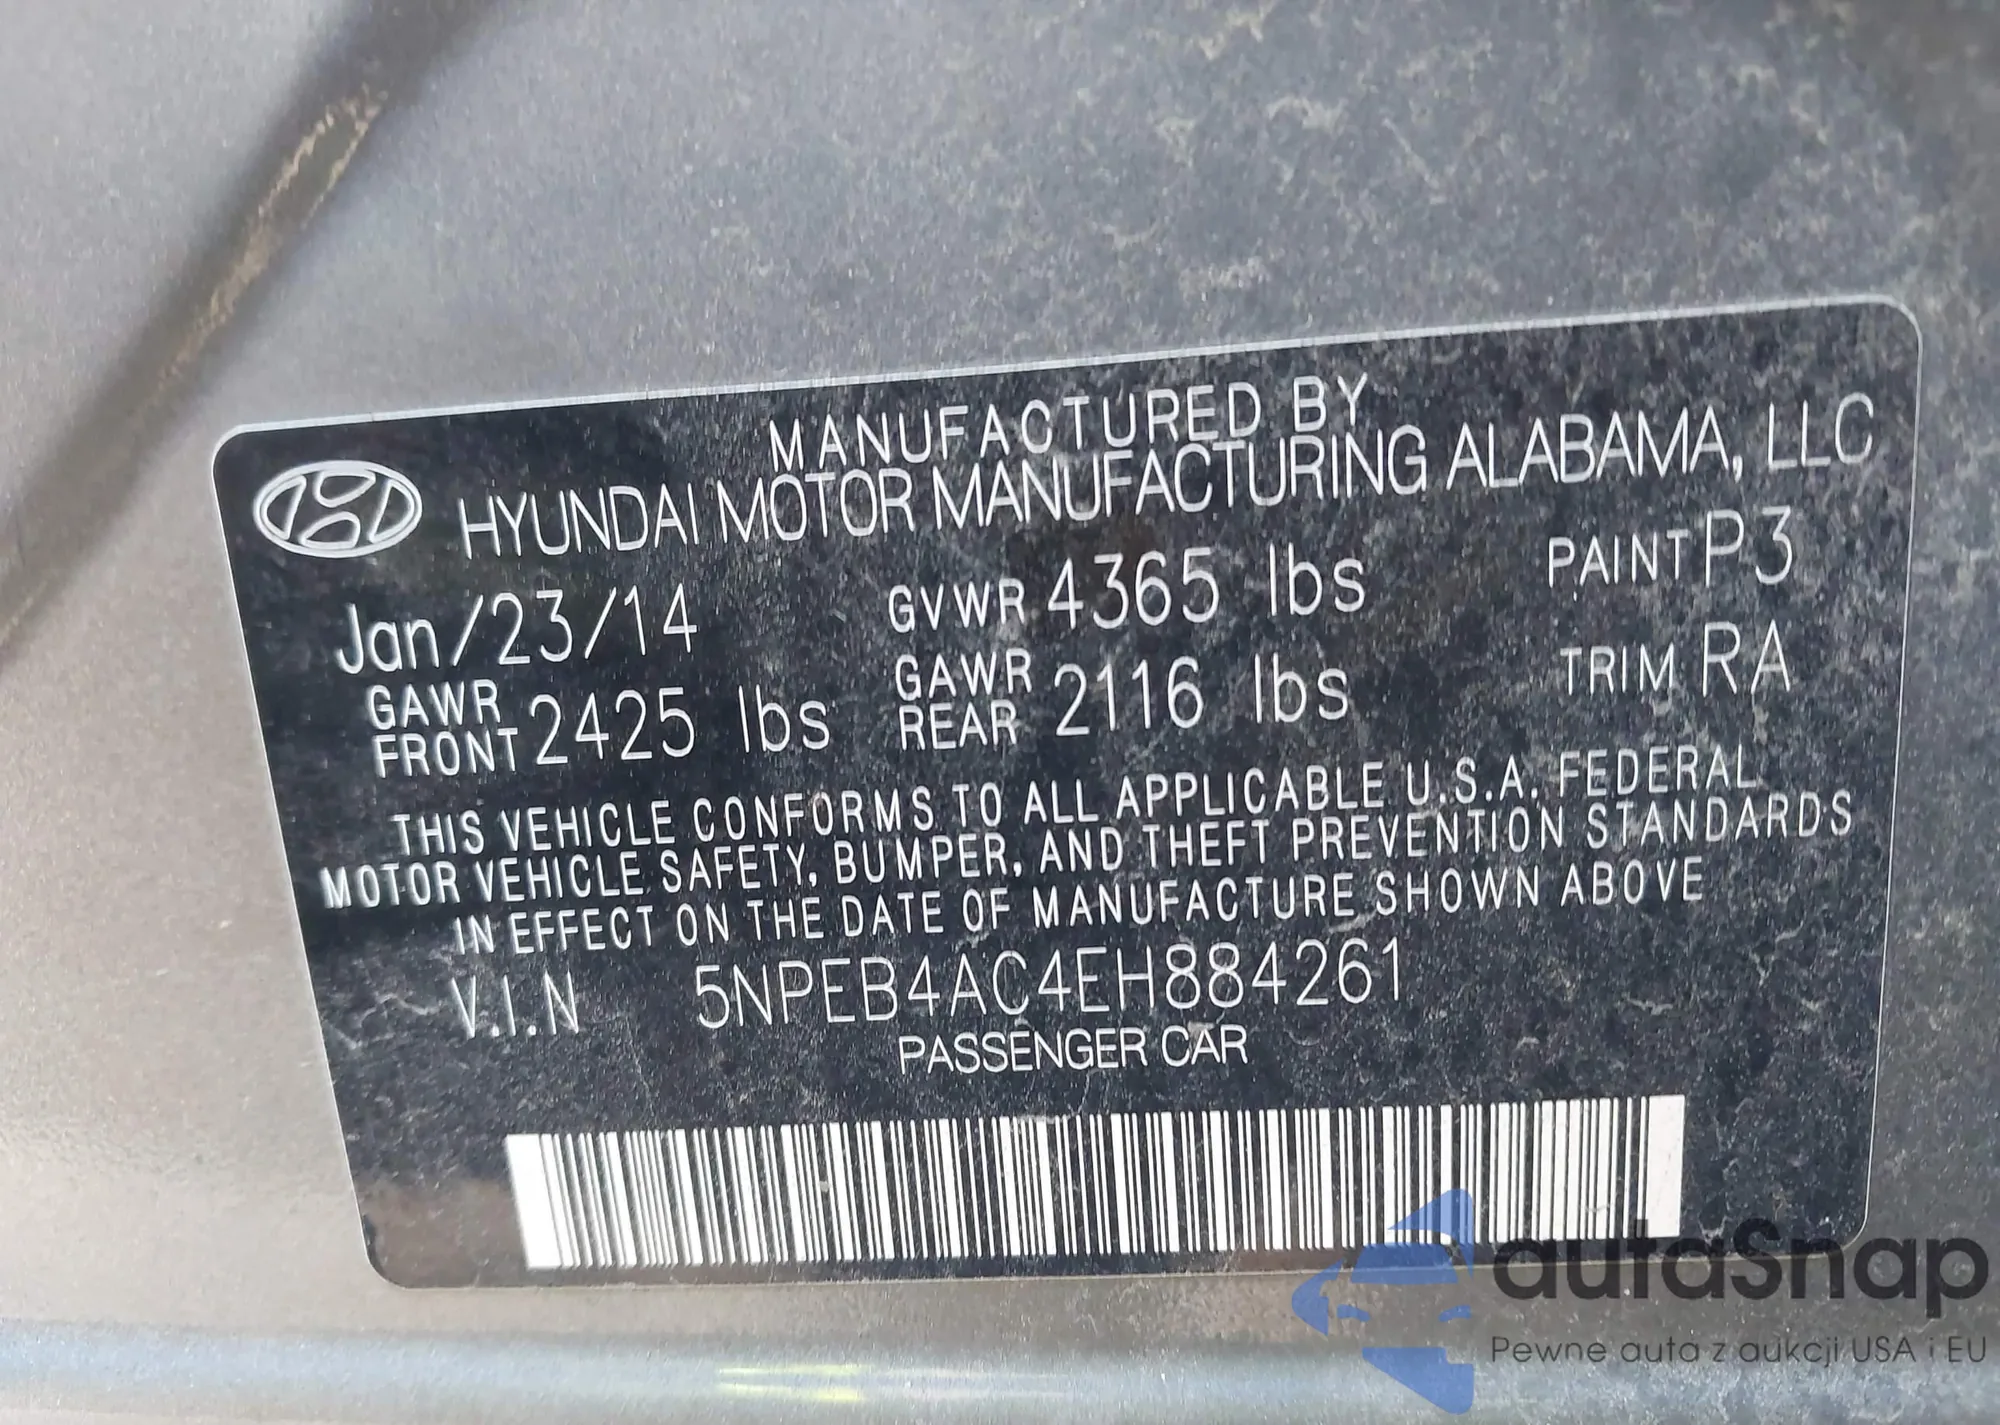 MANUFACTURED BY
HYUNDAI MOTOR MANUFACTURING ALABAMA, LLC
Jan/23/14 GVWR 4365 lbs PAINT P3
GAWR FRONT 2425 lbs GAWR REAR 2116 lbs TRIM RA
THIS VEHICLE CONFORMS TO ALL APPLICABLE U.S.A. FEDERAL
MOTOR VEHICLE SAFETY, BUMPER, AND THEFT PREVENTION STANDARDS
IN EFFECT ON THE DATE OF MANUFACTURE SHOWN ABOVE
V.I.N 5NPEB4AC4EH884261
PASSENGER CAR
autaSnap
Pewne auta z aukcji USA i EU